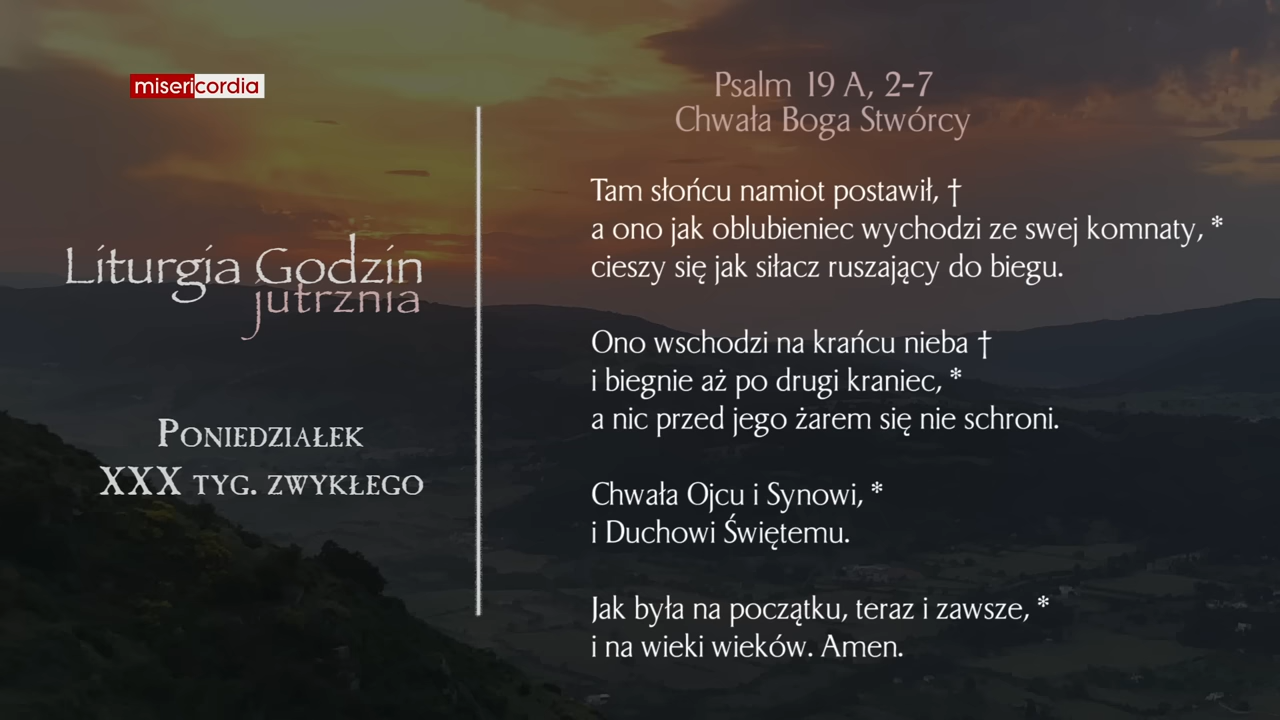 misericordia
Liturgia Godzin
jutrznia
Poniedziałek
XXX tyg. zwykłego
Psalm 19 A, 2-7
Chwała Boga Stwórcy
Tam słońcu namiot postawił, †
a ono jak oblubieniec wychodzi ze swej komnaty, *
cieszy się jak siłacz ruszający do biegu.
Ono wschodzi na krańcu nieba †
i biegnie aż po drugi kraniec, *
a nic przed jego żarem się nie schroni.
Chwała Ojcu i Synowi, *
i Duchowi Świętemu.
Jak była na początku, teraz i zawsze, *
i na wieki wieków. Amen.